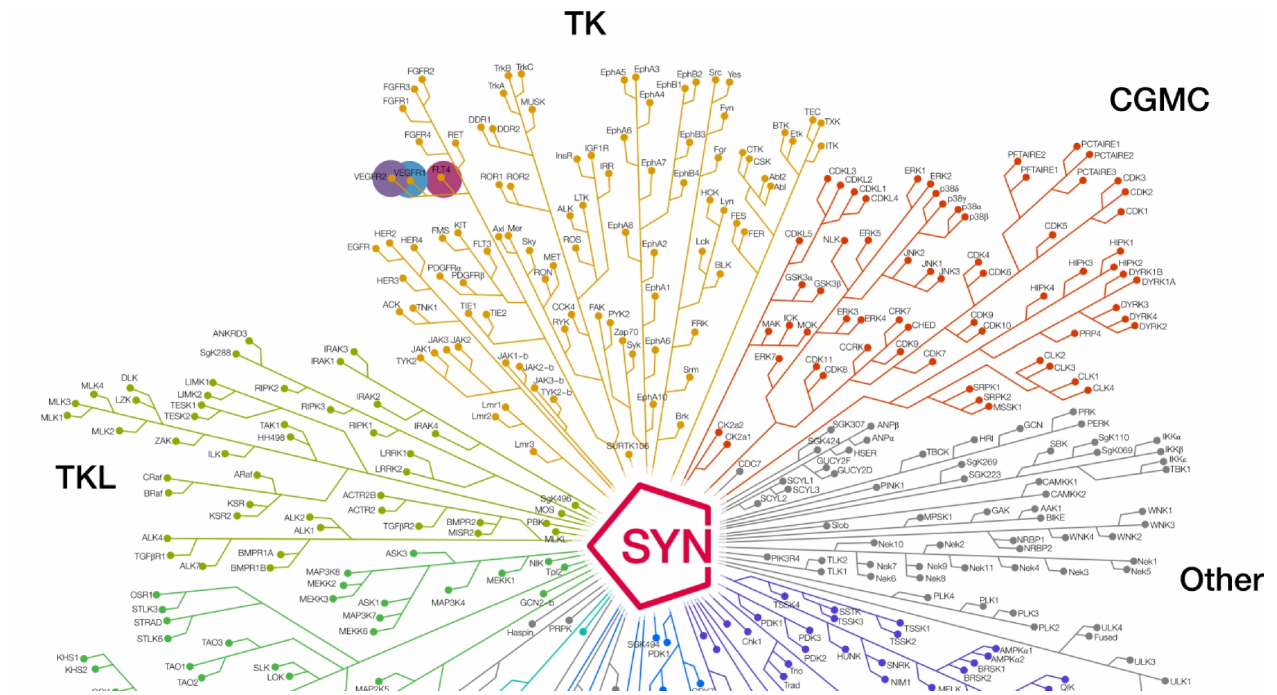 TK
CGMC
TKL
Other
SYN
FGFR2
FGFR3
FGFR1
FGFR4
RET
TrkB
TrkC
TrkA
MUSK
DDR1
DDR2
VEGFR2
VEGFR1
FLT4
ROR1
ROR2
InsR
IGF1R
IRR
LTK
ALK
ROS
EphA5
EphA3
EphA4
EphB2
EphB1
Src
Yes
Fyn
EphA6
EphB3
Fgr
EphA7
EphB4
TEC
TXK
BTK
Etk
ITK
CTK
CSK
Abl2
Abl
HCK
Lyn
FES
FER
Lck
BLK
EphA8
EphA2
EphA1
HER2
EGFR
HER4
HER3
FMS
KIT
FLT3
Axl
Mer
Sky
MET
RON
PDGFRα
PDGFRβ
ACK
TNK1
TIE1
TIE2
CCK4
RYK
FAK
PYK2
Zap70
Syk
EphA6
FRK
Srm
EphA10
Brk
JAK3
JAK2
JAK1
TYK2
JAK1~b
JAK2~b
JAK3~b
TYK2~b
Lmr1
Lmr2
Lmr3
SURTK106
CDKL3
CDKL2
CDKL1
CDKL4
CDKL5
ERK1
ERK2
p38δ
p38γ
p38α
p38β
NLK
ERK5
JNK2
JNK1
JNK3
GSK3α
GSK3β
PFTAIRE2
PFTAIRE1
PCTAIRE1
PCTAIRE2
PCTAIRE3
CDK3
CDK2
CDK1
CDK5
CDK4
CDK6
HIPK1
HIPK2
HIPK3
HIPK4
DYRK1B
DYRK1A
DYRK3
DYRK4
DYRK2
PRP4
MAK
ICK
MOK
ERK3
ERK4
ERK7
CRK7
CHED
CDK9
CDK9
CDK10
CCRK
CDK7
CDK11
CDK8
CLK2
CLK3
CLK1
CLK4
SRPK1
SRPK2
MSSK1
CK2a2
CK2a1
ANKRD3
SgK288
IRAK3
IRAK1
IRAK2
IRAK4
DLK
MLK4
LZK
MLK3
MLK1
MLK2
LIMK1
LIMK2
TESK1
TESK2
RIPK2
RIPK3
RIPK1
TAK1
HH498
ZAK
ILK
LRRK1
LRRK2
CRaf
BRaf
ARaf
KSR
KSR2
ACTR2B
ACTR2
TGFβR2
BMPR2
MISR2
ALK2
ALK1
ALK4
TGFβR1
ALK7
BMPR1A
BMPR1B
SgK496
MOS
PBK
MLKL
CDC7
SGK307
SGK424
ANPβ
ANPα
HSER
GUCY2F
GUCY2D
SCYL1
SCYL3
SCYL2
TBCK
HRI
GCN
PRK
PERK
SBK
SgK110
SgK069
IKKα
IKKβ
IKKε
TBK1
SgK269
SGK223
PINK1
CAMKK1
CAMKK2
Slob
MPSK1
GAK
AAK1
BIKE
WNK1
WNK3
WNK4
WNK2
NRBP1
NRBP2
Nek10
Nek2
PIK3R4
TLK2
TLK1
Nek7
Nek6
Nek9
Nek8
Nek11
Nek4
Nek3
Nek1
Nek5
PLK4
PLK1
PLK3
PLK2
ULK4
Fused
ULK3
ULK1
ASK3
MAP3K8
MEKK2
MEKK3
ASK1
MAP3K7
MEKK6
MAP3K4
MEKK1
NIK
Tpl2
GCN2~b
Haspin
PRPK
OSR1
STLK3
STRAD
STLK6
TAO3
TAO1
TAO2
KHS1
KHS2
SLK
LOK
MAP2K5
SGK494
PDK1
TSSK4
SSTK
TSSK3
TSSK1
TSSK2
PDK1
Chk1
PDK3
PDK2
HUNK
SNRK
NIM1
Trio
Trad
AMPKα1
AMPKα2
BRSK1
BRSK2
MELK
QIK